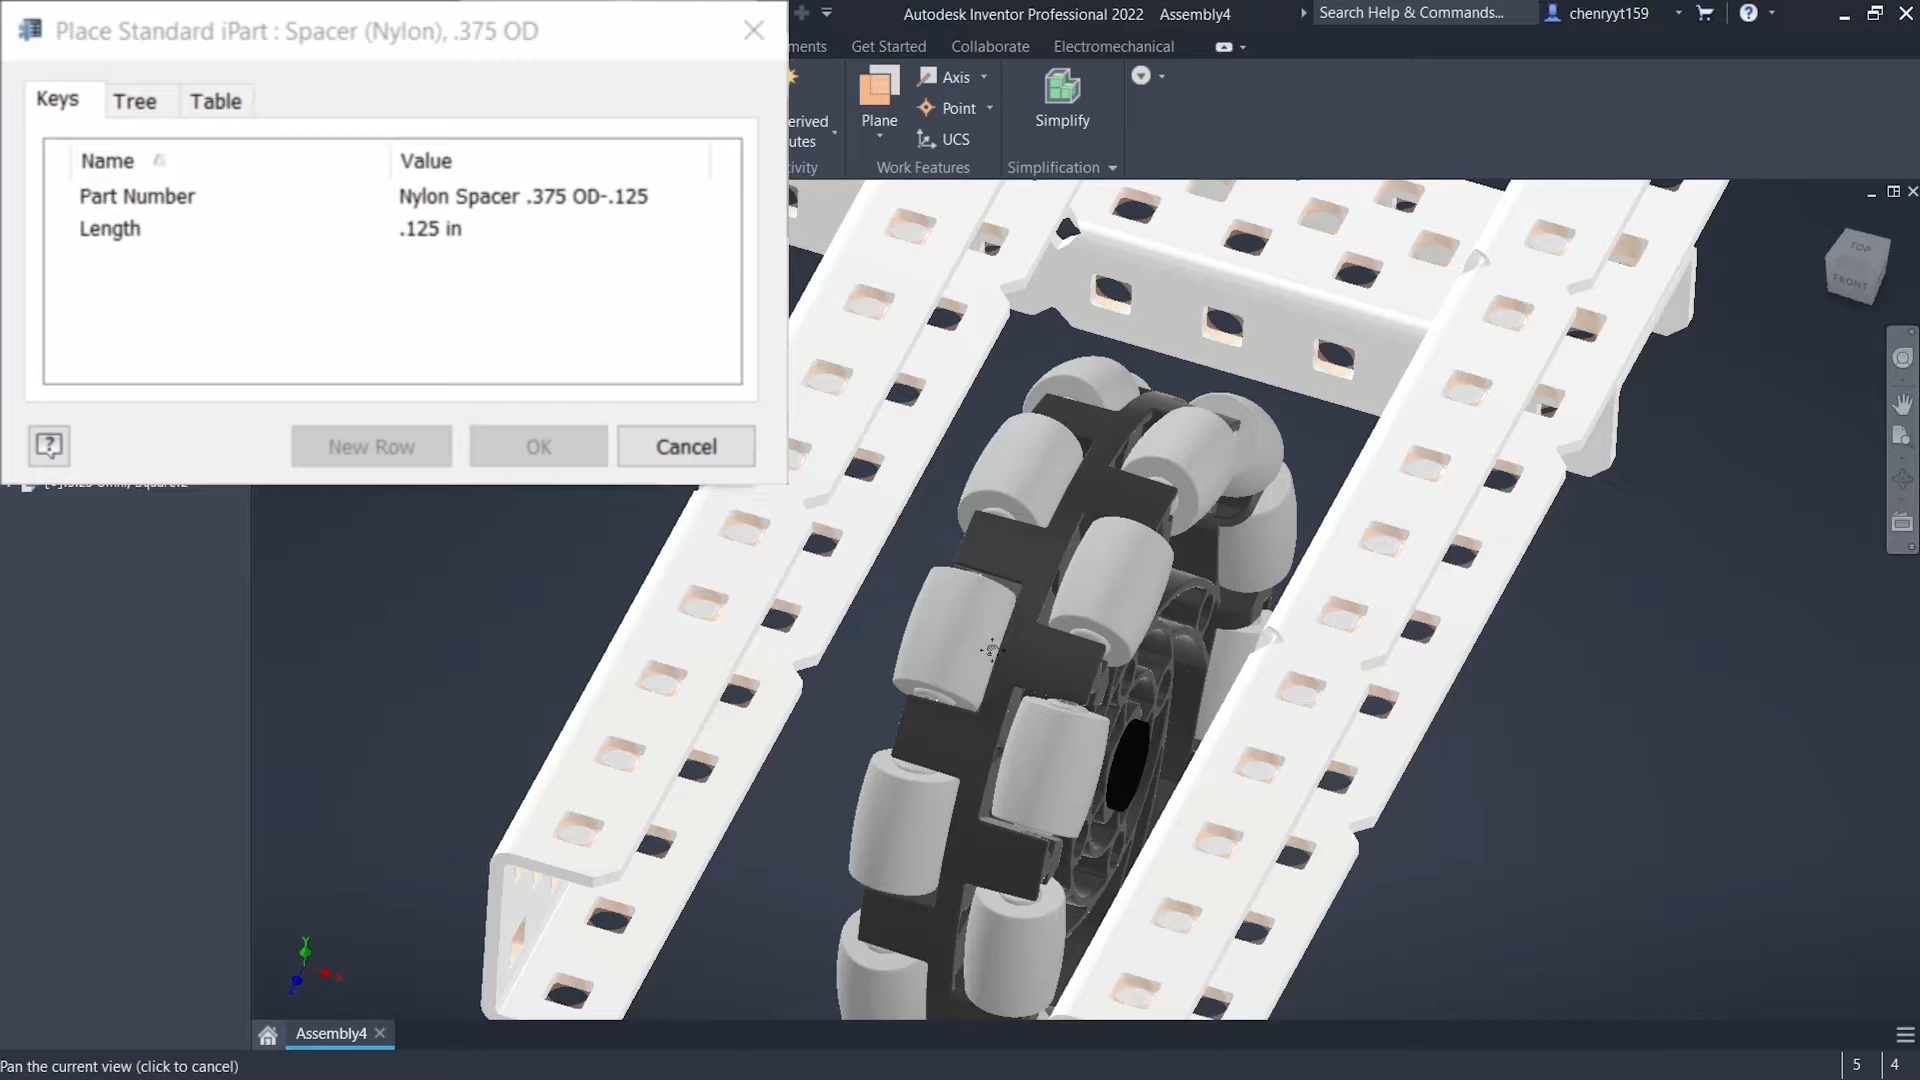 Place Standard iPart : Spacer (Nylon), .375 OD
Autodesk Inventor Professional 2022 Assembly4
Search Help & Commands...
chenryyt159
ments
Get Started
Collaborate
Electromechanical
Keys
Tree
Table
Name
Value
Part Number
Nylon Spacer .375 OD-.125
Length
.125 in
New Row
OK
Cancel
erived
utes
tivity
Plane
Axis
Point
UCS
Work Features
Simplify
Simplification
TOP
FRONT
Y
Assembly4
Pan the current view (click to cancel)
5
4